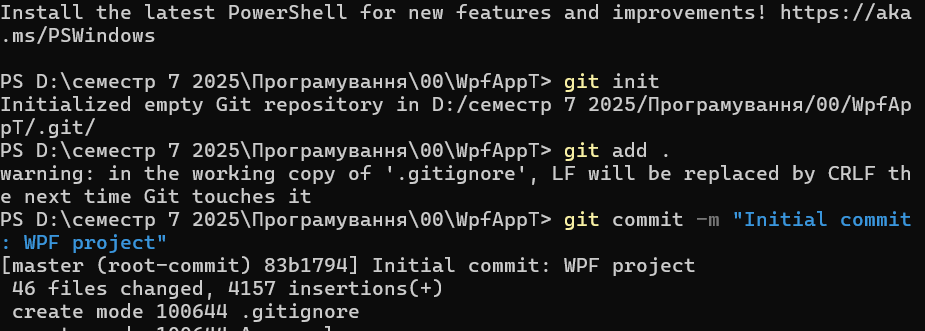 Install the latest PowerShell for new features and improvements! https://aka
.ms/PSWindows
PS D:\семестр 7 2025\Програмування\00\WpfAppT> git init
Initialized empty Git repository in D:/семестр 7 2025/Програмування/00/WpfAp
pT/.git/
PS D:\семестр 7 2025\Програмування\00\WpfAppT> git add .
warning: in the working copy of '.gitignore', LF will be replaced by CRLF th
e next time Git touches it
PS D:\семестр 7 2025\Програмування\00\WpfAppT> git commit -m "Initial commit
: WPF project"
[master (root-commit) 83b1794] Initial commit: WPF project
 46 files changed, 4157 insertions(+)
 create mode 100644 .gitignore